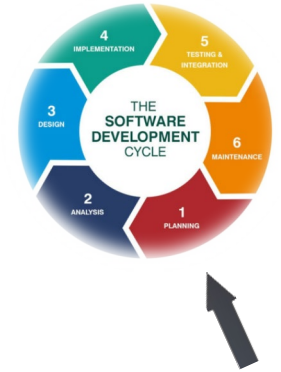 THE
SOFTWARE
DEVELOPMENT
CYCLE
1
PLANNING
2
ANALYSIS
3
DESIGN
4
IMPLEMENTATION
5
TESTING &
INTEGRATION
6
MAINTENANCE